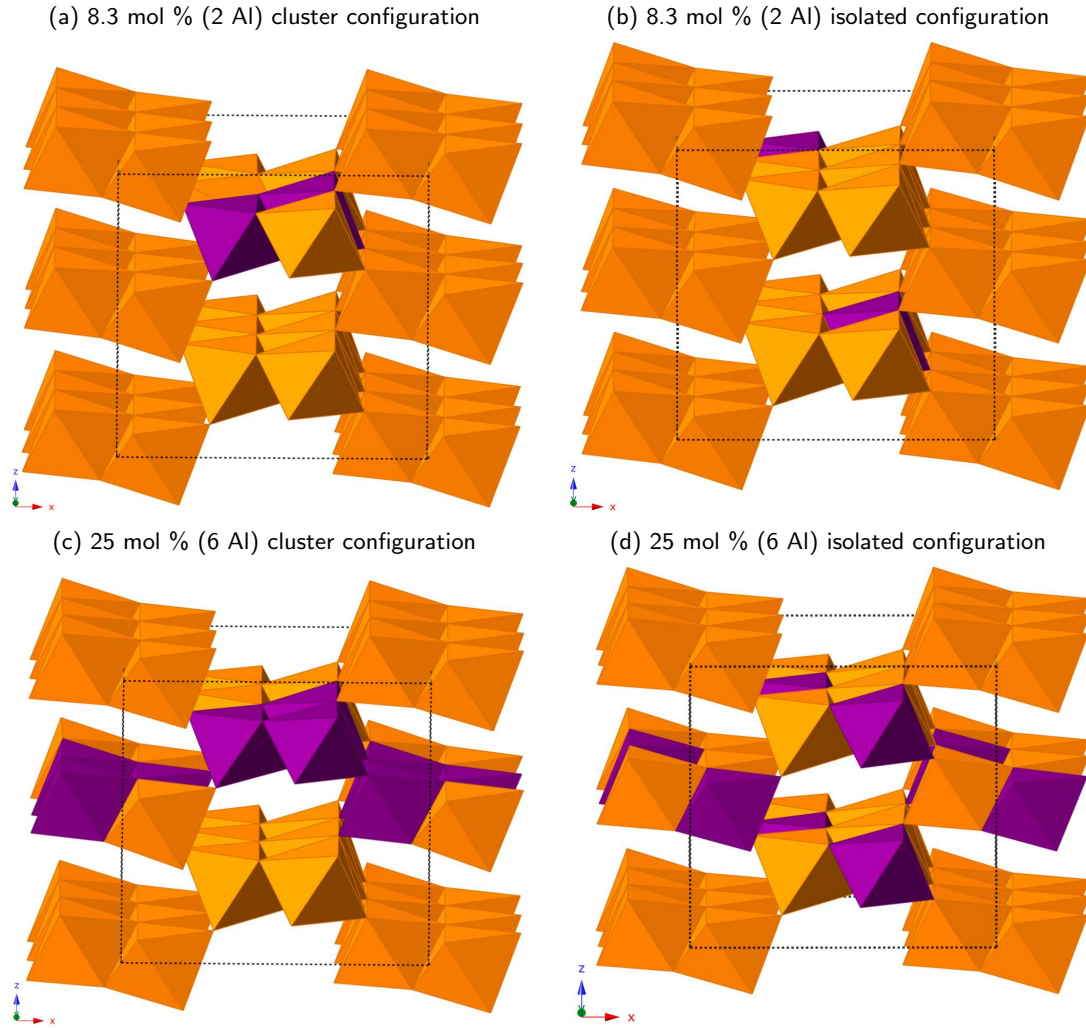 (a) 8.3 mol % (2 Al) cluster configuration
(b) 8.3 mol % (2 Al) isolated configuration
z
x
z
x
(c) 25 mol % (6 Al) cluster configuration
(d) 25 mol % (6 Al) isolated configuration
z
x
z
x